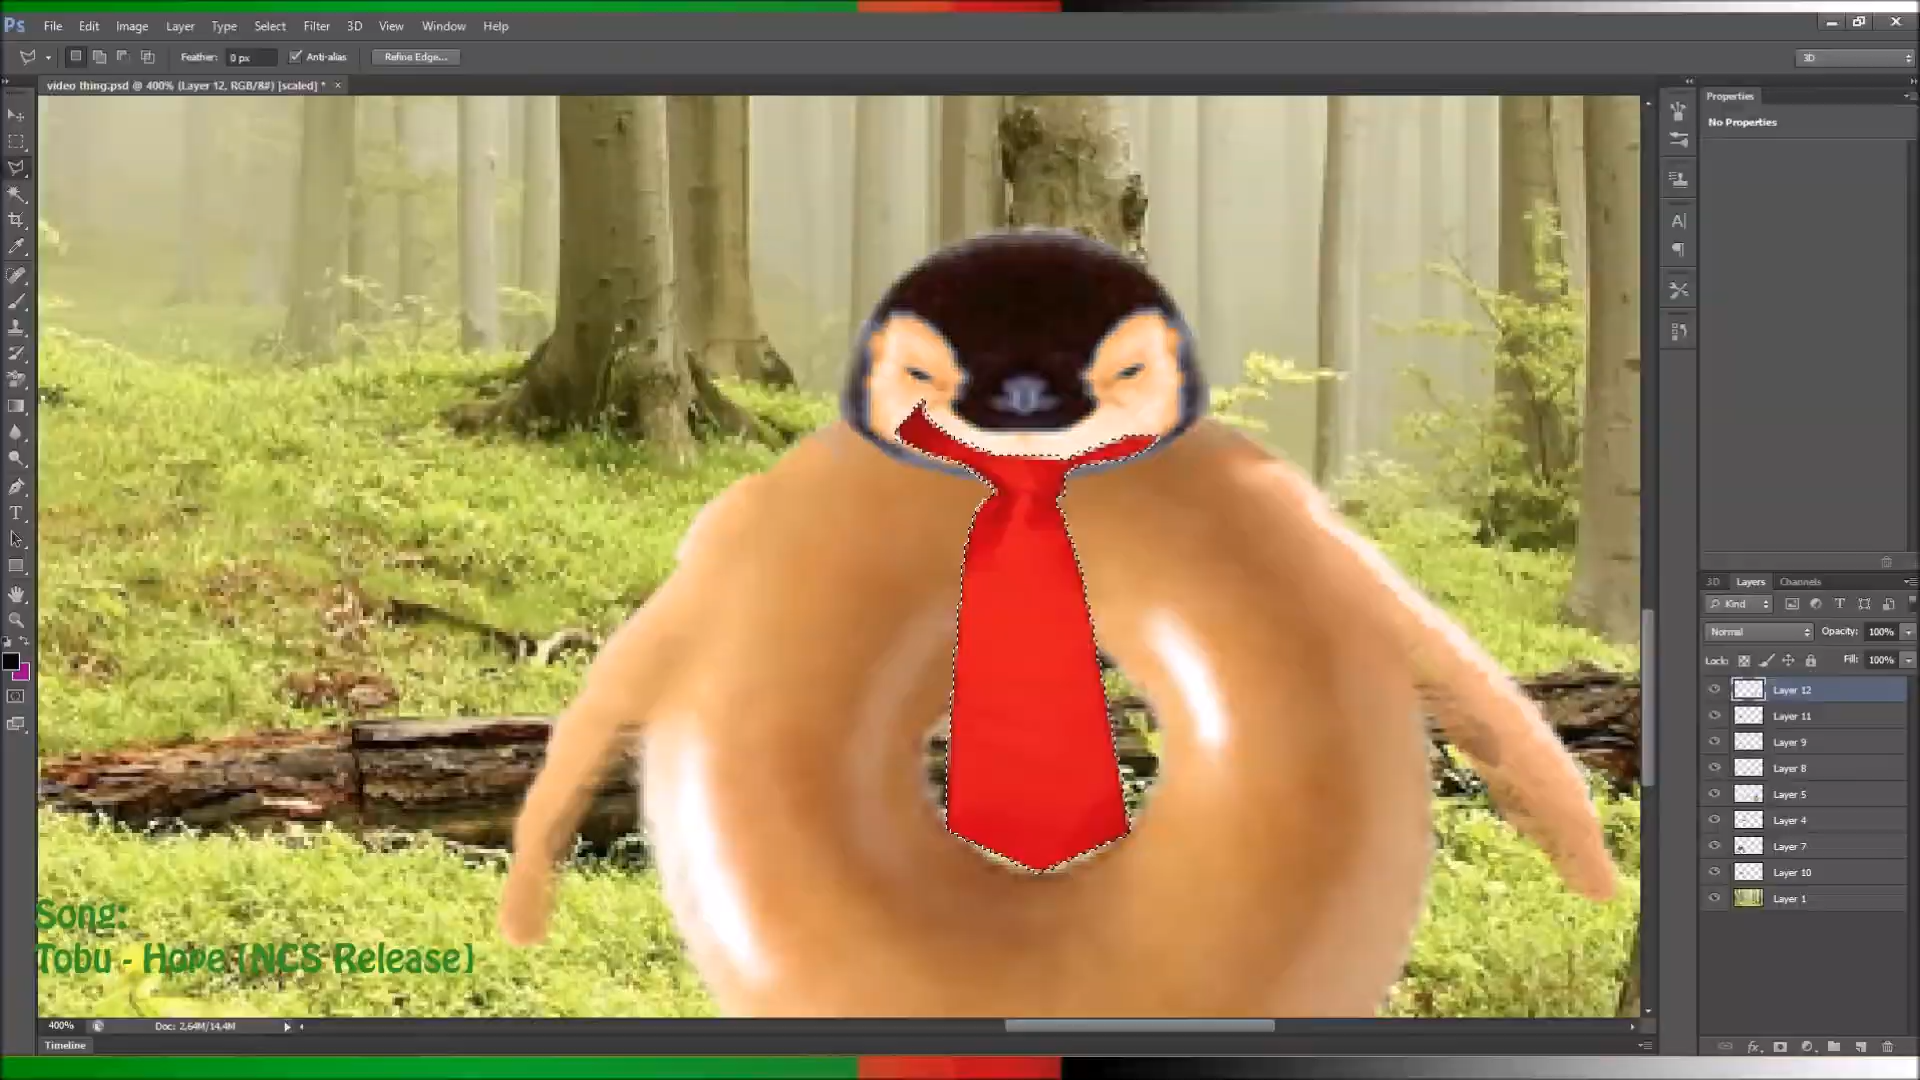 Ps File Edit Image Layer Type Select Filter 3D View Window Help
Feather: 0 px Anti-alias Refine Edge... 3D
video thing.psd @ 400% (Layer 12, RGB/8#) [scaled] * ×
Properties
No Properties
3D Layers Channels
Kind
Normal Opacity: 100%
Lock: Fill: 100%
Layer 12
Layer 11
Layer 9
Layer 8
Layer 5
Layer 4
Layer 7
Layer 10
Layer 1
Song:
Tobu - Hope [NCS Release]
400% Doc: 2,64M/14,4M
Timeline